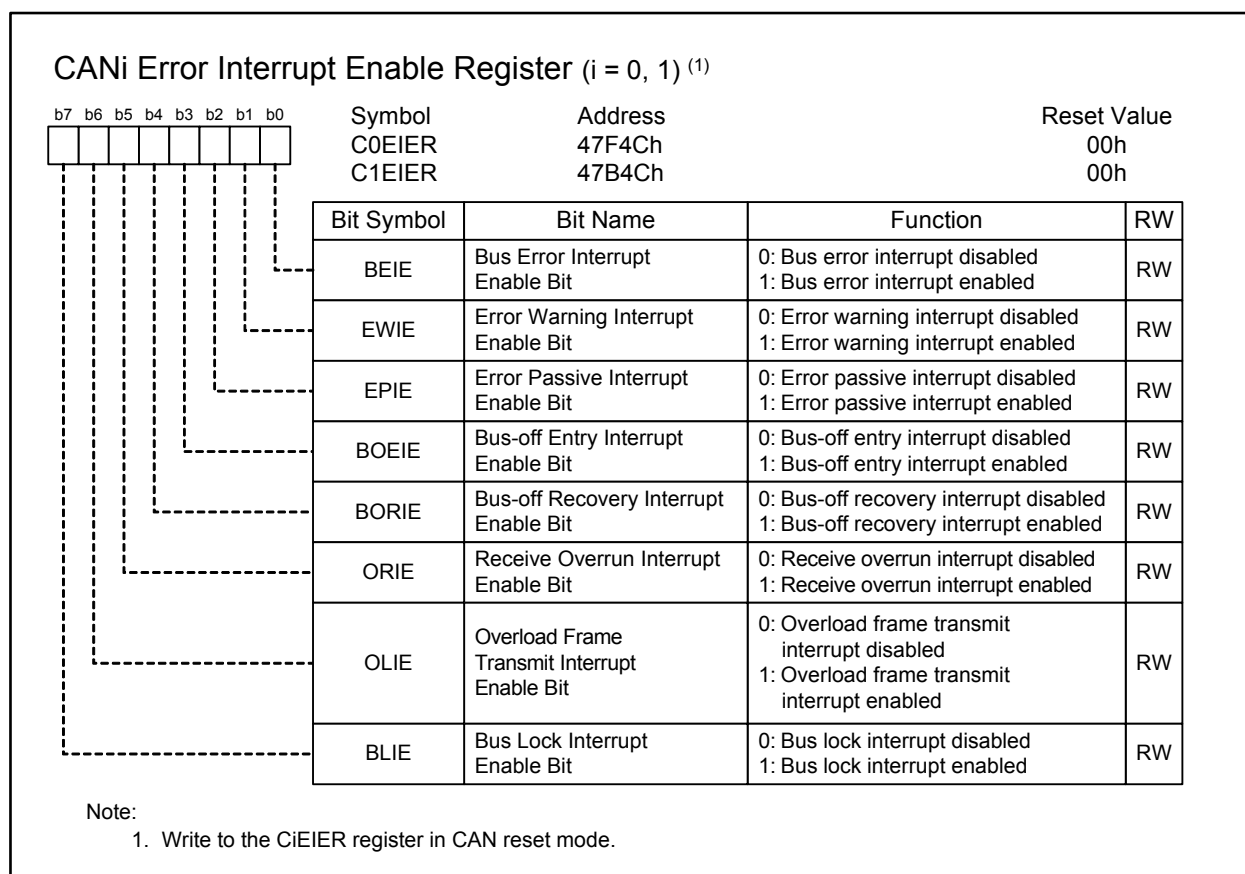 CANi Error Interrupt Enable Register (i = 0, 1) (1)
b7 b6 b5 b4 b3 b2 b1 b0
Symbol Address Reset Value
C0EIER 47F4Ch 00h
C1EIER 47B4Ch 00h
Bit Symbol Bit Name Function RW
BEIE Bus Error Interrupt Enable Bit 0: Bus error interrupt disabled 1: Bus error interrupt enabled RW
EWIE Error Warning Interrupt Enable Bit 0: Error warning interrupt disabled 1: Error warning interrupt enabled RW
EPIE Error Passive Interrupt Enable Bit 0: Error passive interrupt disabled 1: Error passive interrupt enabled RW
BOEIE Bus-off Entry Interrupt Enable Bit 0: Bus-off entry interrupt disabled 1: Bus-off entry interrupt enabled RW
BORIE Bus-off Recovery Interrupt Enable Bit 0: Bus-off recovery interrupt disabled 1: Bus-off recovery interrupt enabled RW
ORIE Receive Overrun Interrupt Enable Bit 0: Receive overrun interrupt disabled 1: Receive overrun interrupt enabled RW
OLIE Overload Frame Transmit Interrupt Enable Bit 0: Overload frame transmit interrupt disabled 1: Overload frame transmit interrupt enabled RW
BLIE Bus Lock Interrupt Enable Bit 0: Bus lock interrupt disabled 1: Bus lock interrupt enabled RW
Note:
1. Write to the CiEIER register in CAN reset mode.